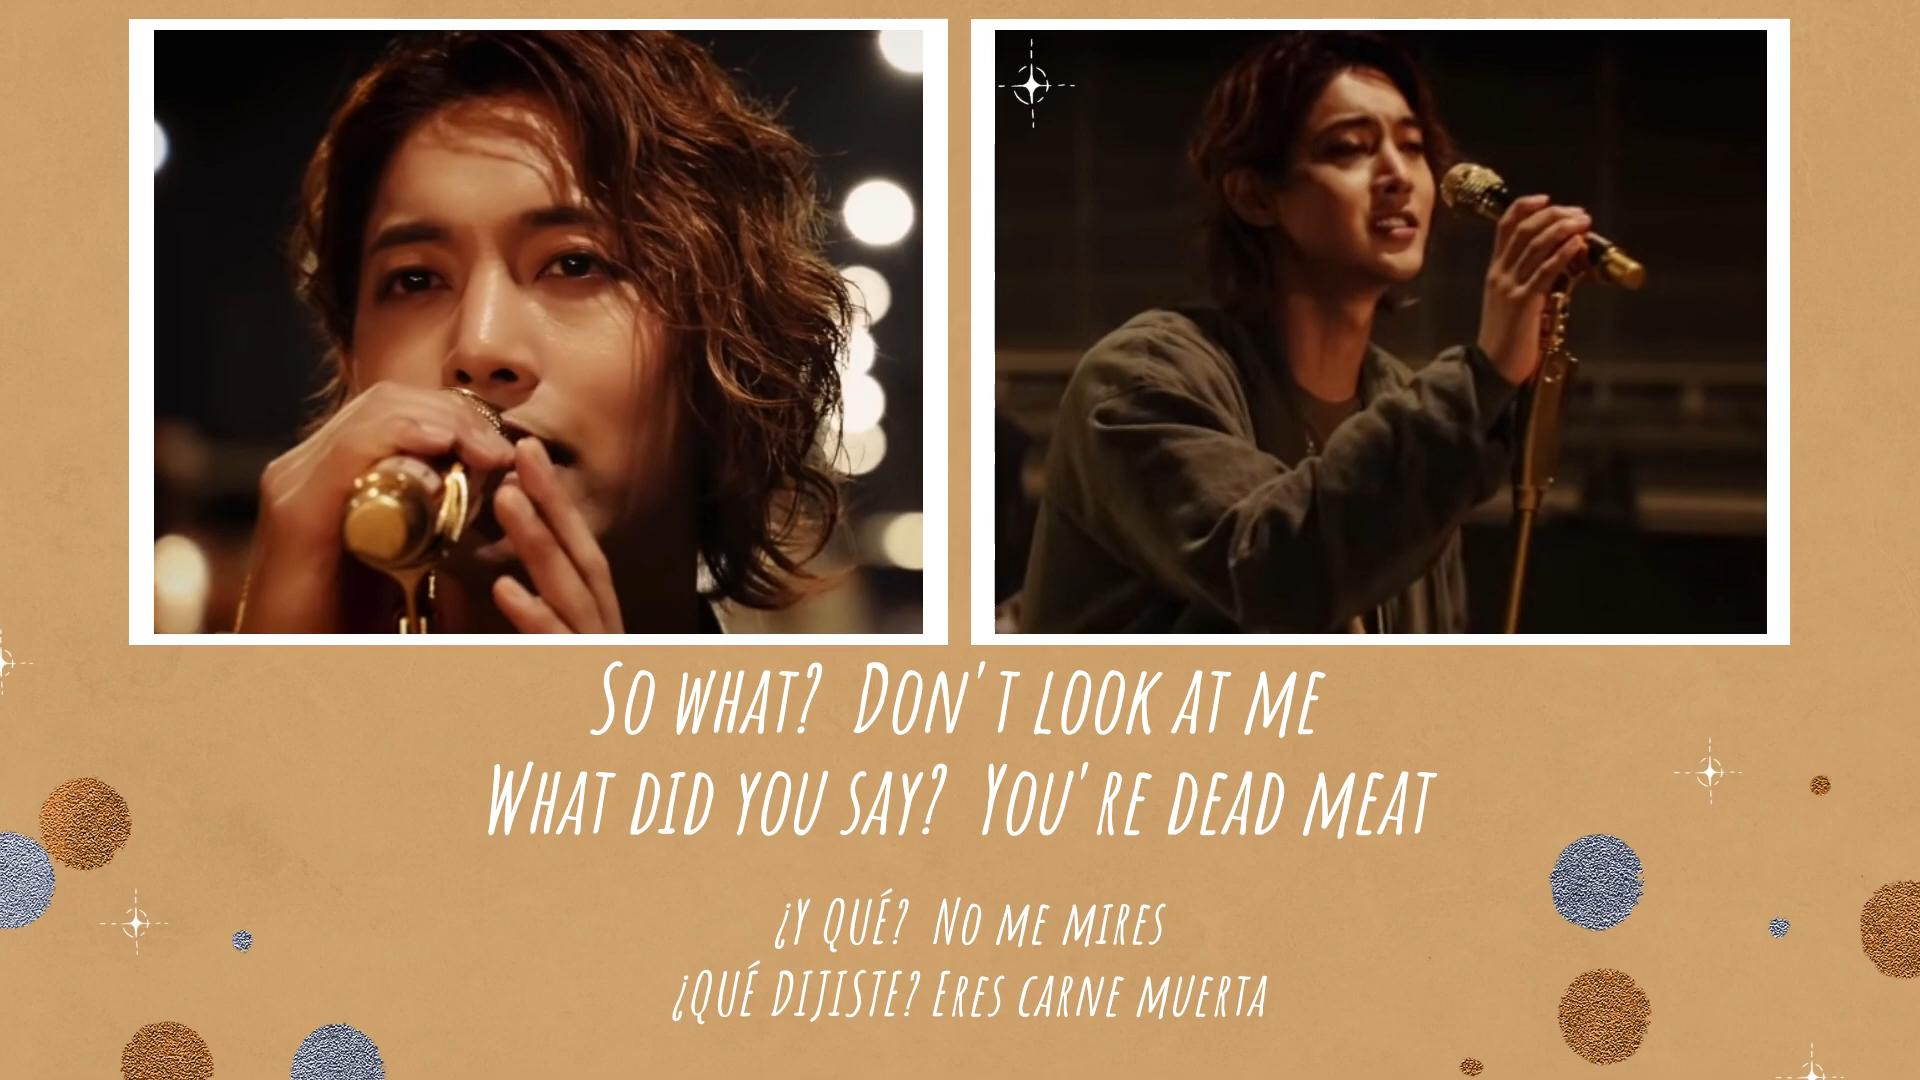 So what? Don't look at me
What did you say? You're dead meat
¿Y qué? No me mires
¿Qué dijiste? Eres carne muerta